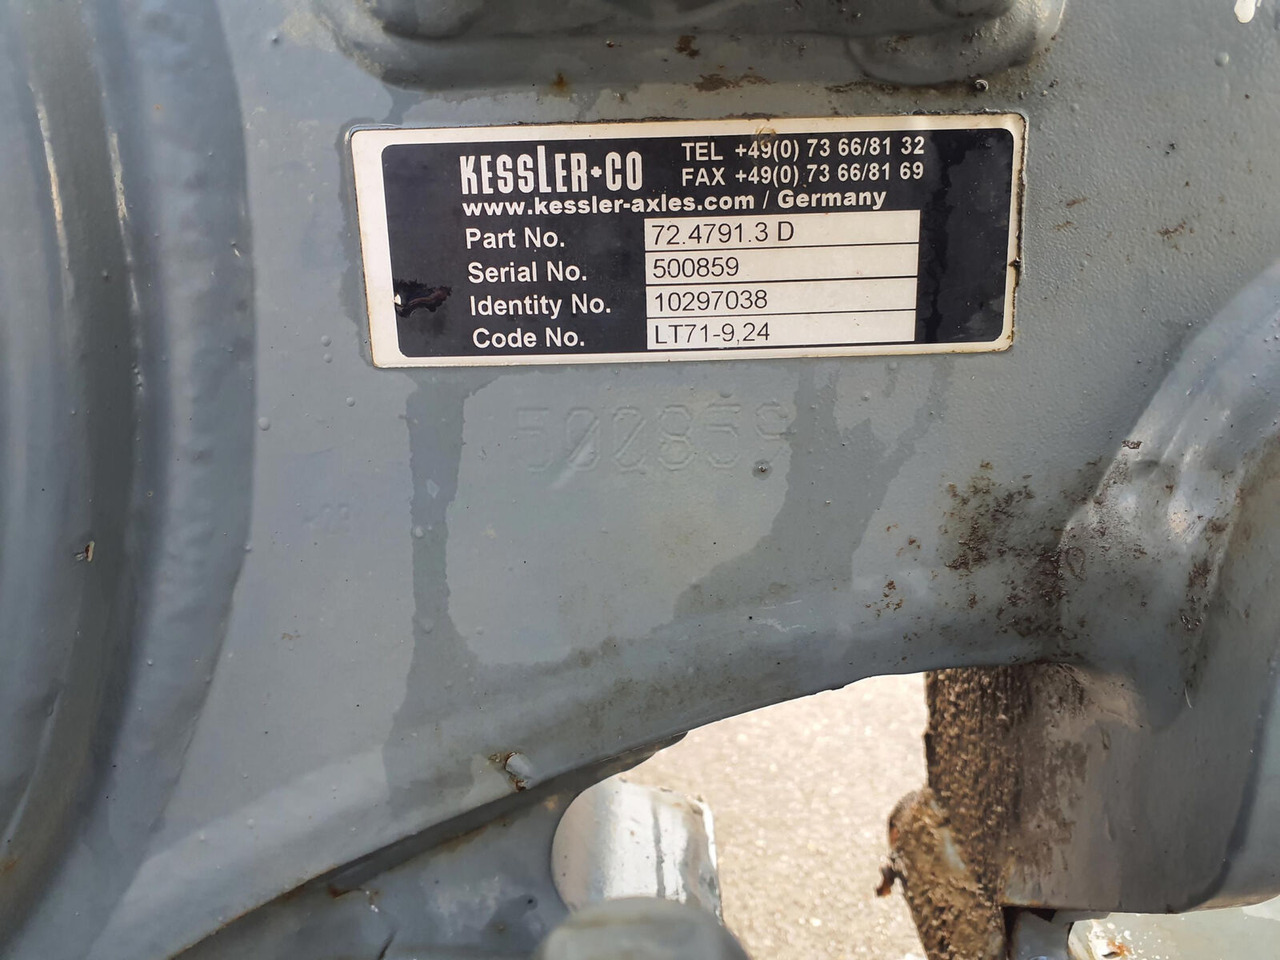 KESSLER+CO TEL +49(0) 73 66/81 32
FAX +49(0) 73 66/81 69
www.kessler-axles.com / Germany
Part No. 72.4791.3 D
Serial No. 500859
Identity No. 10297038
Code No. LT71-9,24
500859